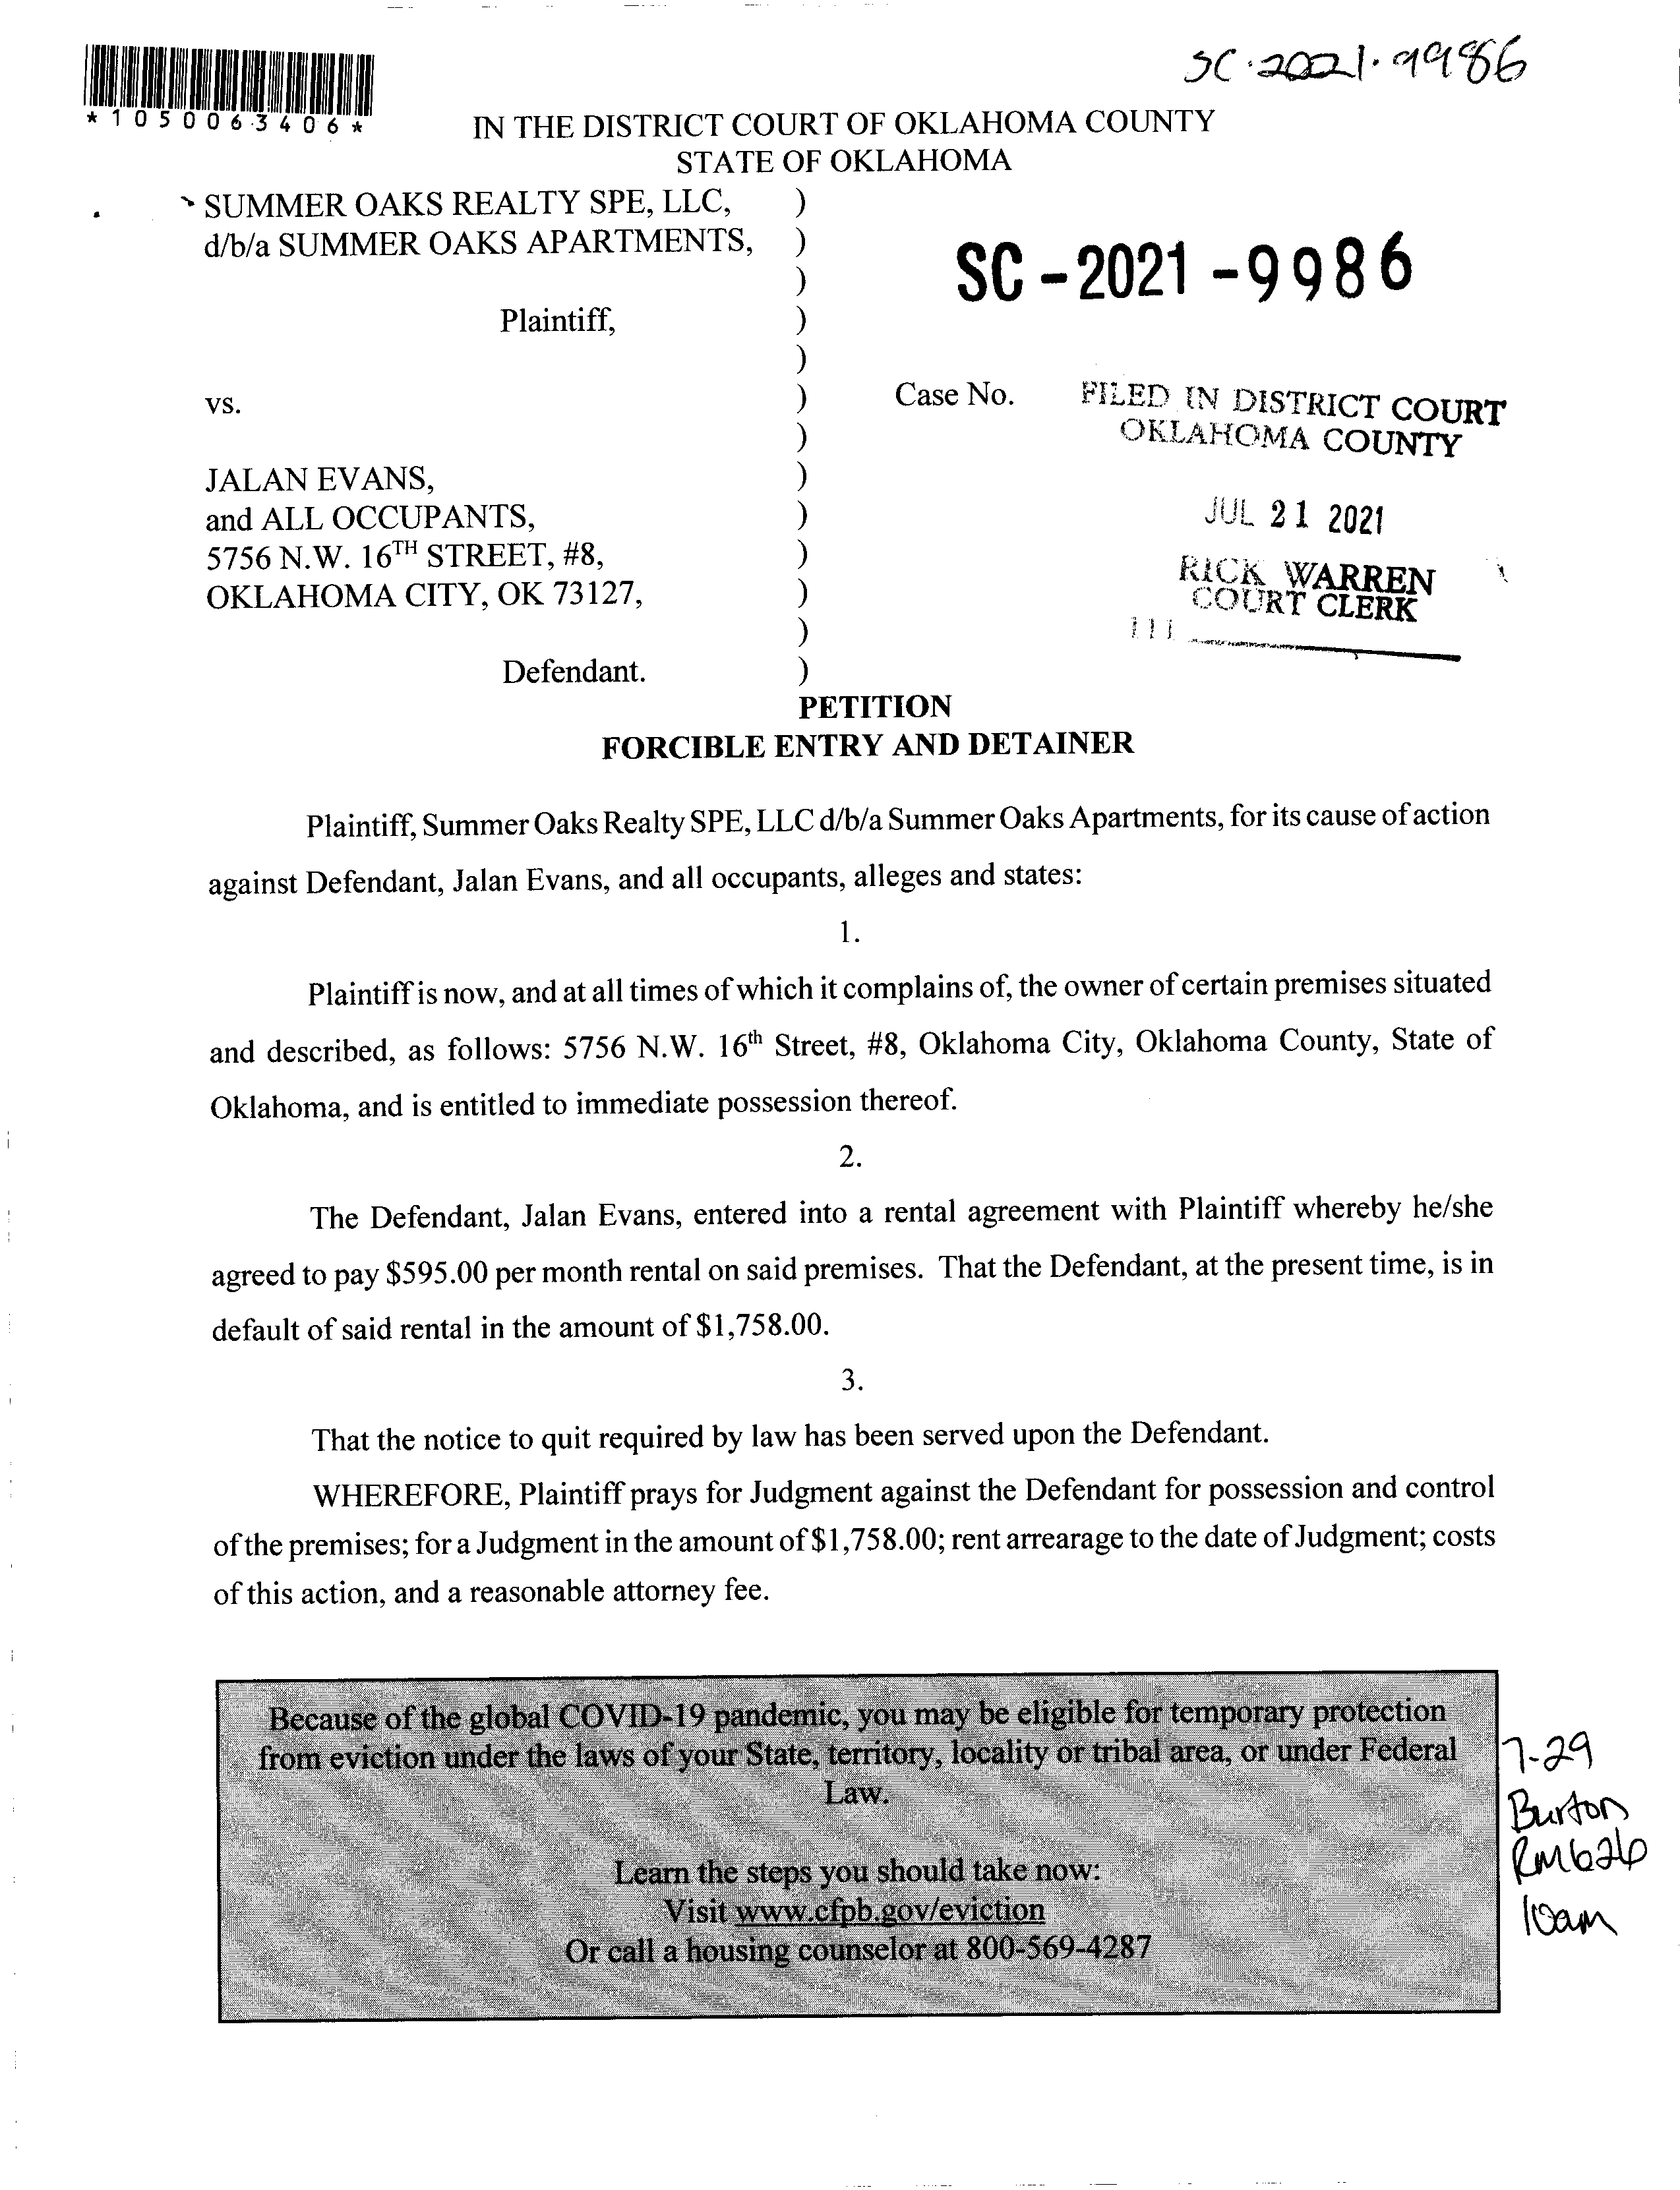 SC·2021·9986
*1050063406*
IN THE DISTRICT COURT OF OKLAHOMA COUNTY
STATE OF OKLAHOMA
SUMMER OAKS REALTY SPE, LLC, )
d/b/a SUMMER OAKS APARTMENTS, )
)
SC-2021-9986
Plaintiff, )
)
vs. )
Case No.
FILED IN DISTRICT COURT
OKLAHOMA COUNTY
)
JALAN EVANS, )
and ALL OCCUPANTS, )
JUL 21 2021
5756 N.W. 16TH STREET, #8, )
OKLAHOMA CITY, OK 73127, )
RICK WARREN
COURT CLERK
)
111
Defendant. )
PETITION
FORCIBLE ENTRY AND DETAINER
Plaintiff, Summer Oaks Realty SPE, LLC d/b/a Summer Oaks Apartments, for its cause of action
against Defendant, Jalan Evans, and all occupants, alleges and states:
1.
Plaintiff is now, and at all times of which it complains of, the owner of certain premises situated
and described, as follows: 5756 N.W. 16th Street, #8, Oklahoma City, Oklahoma County, State of
Oklahoma, and is entitled to immediate possession thereof.
2.
The Defendant, Jalan Evans, entered into a rental agreement with Plaintiff whereby he/she
agreed to pay $595.00 per month rental on said premises. That the Defendant, at the present time, is in
default of said rental in the amount of $1,758.00.
3.
That the notice to quit required by law has been served upon the Defendant.
WHEREFORE, Plaintiff prays for Judgment against the Defendant for possession and control
of the premises; for a Judgment in the amount of $1,758.00; rent arrearage to the date of Judgment; costs
of this action, and a reasonable attorney fee.
Because of the global COVID-19 pandemic, you may be eligible for temporary protection
from eviction under the laws of your State, territory, locality or tribal area, or under Federal
Law.
Learn the steps you should take now:
Visit www.cfpb.gov/eviction
Or call a housing counselor at 800-569-4287
7-29
Burton
RM626
10am